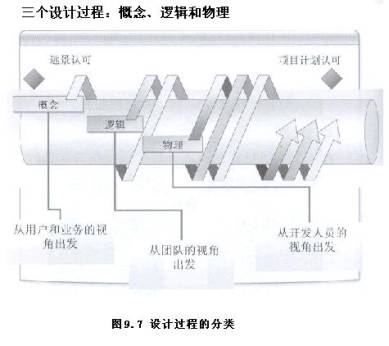 三个设计过程：概念、逻辑和物理
远景认可
项目计划认可
概念
逻辑
物理
从用户和业务的视
角出发
从团队的视角
出发
从开发人员的
视角出发
图9.7 设计过程的分类